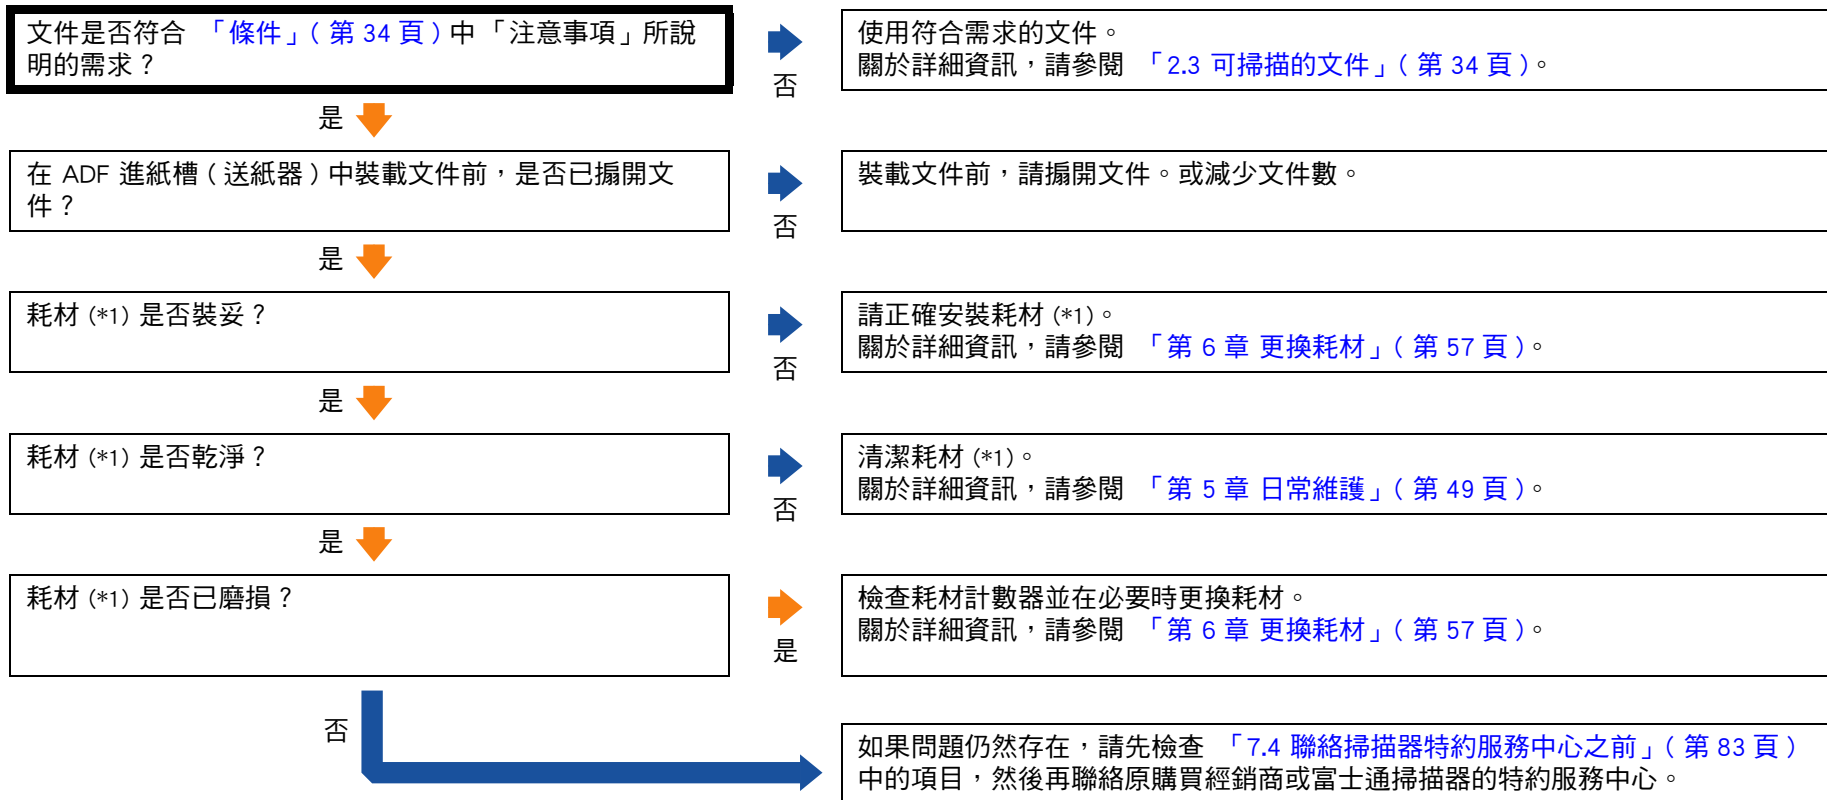 文件是否符合 「條件」( 第 34 頁 ) 中 「注意事項」所說
明的需求？
否
使用符合需求的文件。
關於詳細資訊，請參閱 「2.3 可掃描的文件」( 第 34 頁 )。
是
在 ADF 進紙槽 ( 送紙器 ) 中裝載文件前，是否已搧開文
件？
否
裝載文件前，請搧開文件。或減少文件數。
是
耗材 (*1) 是否裝妥？
否
請正確安裝耗材 (*1)。
關於詳細資訊，請參閱 「第 6 章 更換耗材」( 第 57 頁 )。
是
耗材 (*1) 是否乾淨？
否
清潔耗材 (*1)。
關於詳細資訊，請參閱 「第 5 章 日常維護」( 第 49 頁 )。
是
耗材 (*1) 是否已磨損？
是
檢查耗材計數器並在必要時更換耗材。
關於詳細資訊，請參閱 「第 6 章 更換耗材」( 第 57 頁 )。
否
如果問題仍然存在，請先檢查 「7.4 聯絡掃描器特約服務中心之前」( 第 83 頁 )
中的項目，然後再聯絡原購買經銷商或富士通掃描器的特約服務中心。